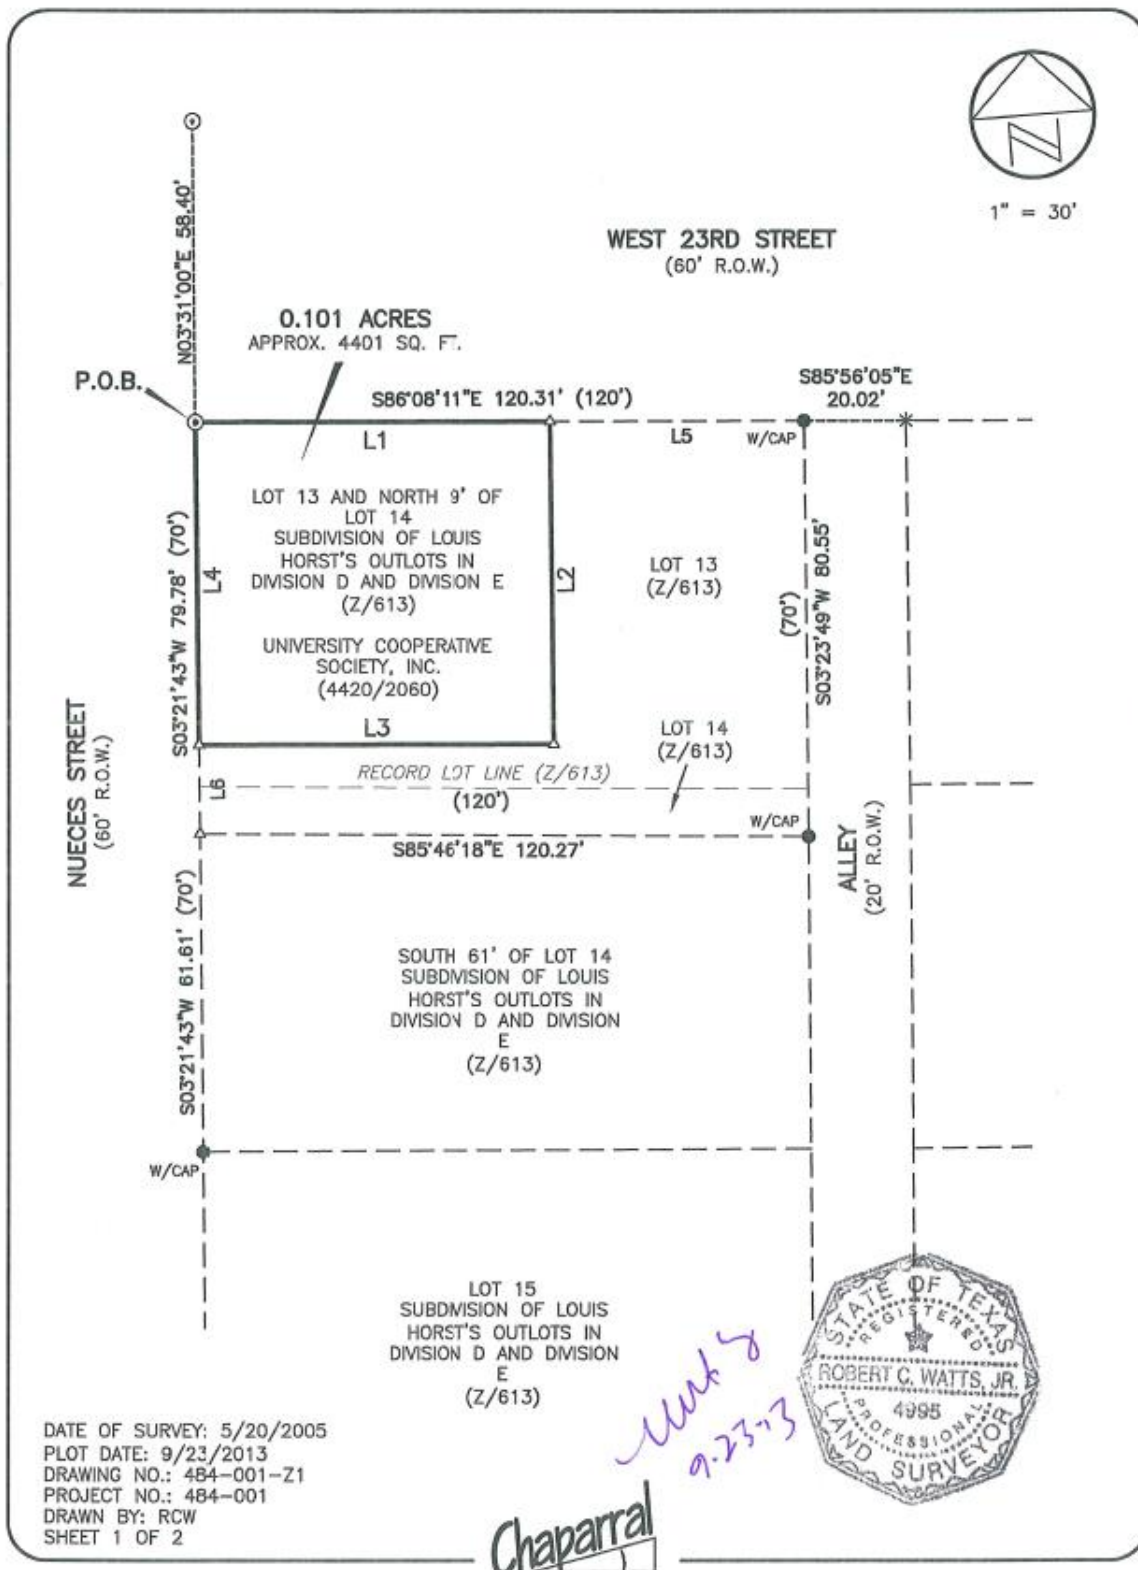 N03°31'00"E 58.40'
1" = 30'
WEST 23RD STREET
(60' R.O.W.)
0.101 ACRES
APPROX. 4401 SQ. FT.
P.O.B.
S86°08'11"E 120.31' (120')
S85°56'05"E
20.02'
L1
L5
W/CAP
S03°21'43"W 79.78' (70')
L4
LOT 13 AND NORTH 9' OF
LOT 14
SUBDIVISION OF LOUIS
HORST'S OUTLOTS IN
DIVISION D AND DIVISION E
(Z/613)
UNIVERSITY COOPERATIVE
SOCIETY, INC.
(4420/2060)
L2
LOT 13
(Z/613)
(70')
S03°23'49"W 80.55'
L3
LOT 14
(Z/613)
NUECES STREET
(60' R.O.W.)
L6
RECORD LOT LINE (Z/613)
(120')
W/CAP
S85°46'18"E 120.27'
ALLEY
(20' R.O.W.)
S03°21'43"W 61.61' (70')
SOUTH 61' OF LOT 14
SUBDIVISION OF LOUIS
HORST'S OUTLOTS IN
DIVISION D AND DIVISION
E
(Z/613)
W/CAP
LOT 15
SUBDIVISION OF LOUIS
HORST'S OUTLOTS IN
DIVISION D AND DIVISION
E
(Z/613)
STATE OF TEXAS
REGISTERED
ROBERT C. WATTS, JR.
4995
PROFESSIONAL
LAND SURVEYOR
9-23-13
DATE OF SURVEY: 5/20/2005
PLOT DATE: 9/23/2013
DRAWING NO.: 484-001-Z1
PROJECT NO.: 484-001
DRAWN BY: RCW
SHEET 1 OF 2
Chaparral